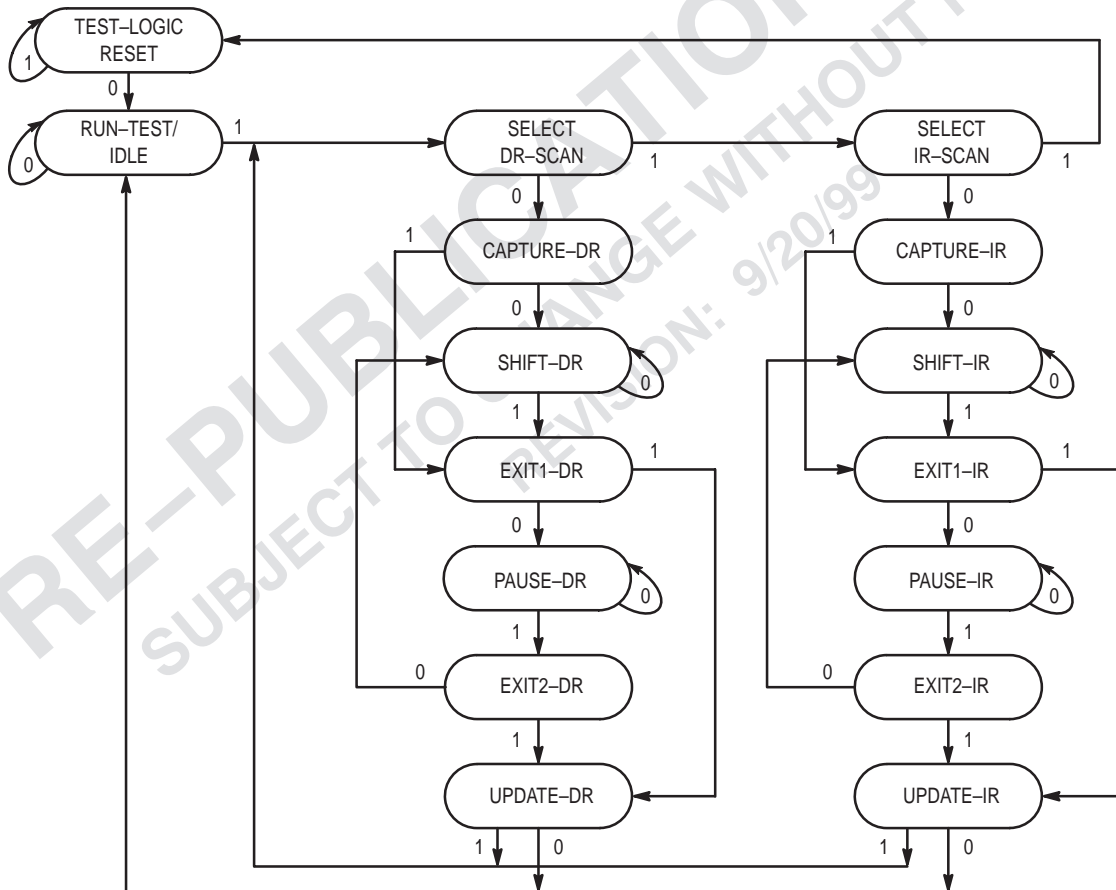 TEST–LOGIC
RESET
1
0
RUN–TEST/
IDLE
0
1
SELECT
DR–SCAN
1
0
SELECT
IR–SCAN
1
0
CAPTURE–DR
1
0
CAPTURE–IR
1
0
SHIFT–DR
0
1
SHIFT–IR
0
1
EXIT1–DR
1
0
EXIT1–IR
1
0
PAUSE–DR
0
1
PAUSE–IR
0
1
EXIT2–DR
0
1
EXIT2–IR
0
1
UPDATE–DR
1
0
UPDATE–IR
1
0
RE–PUBLICATION
SUBJECT TO CHANGE WITHOUT
REVISION: 9/20/99